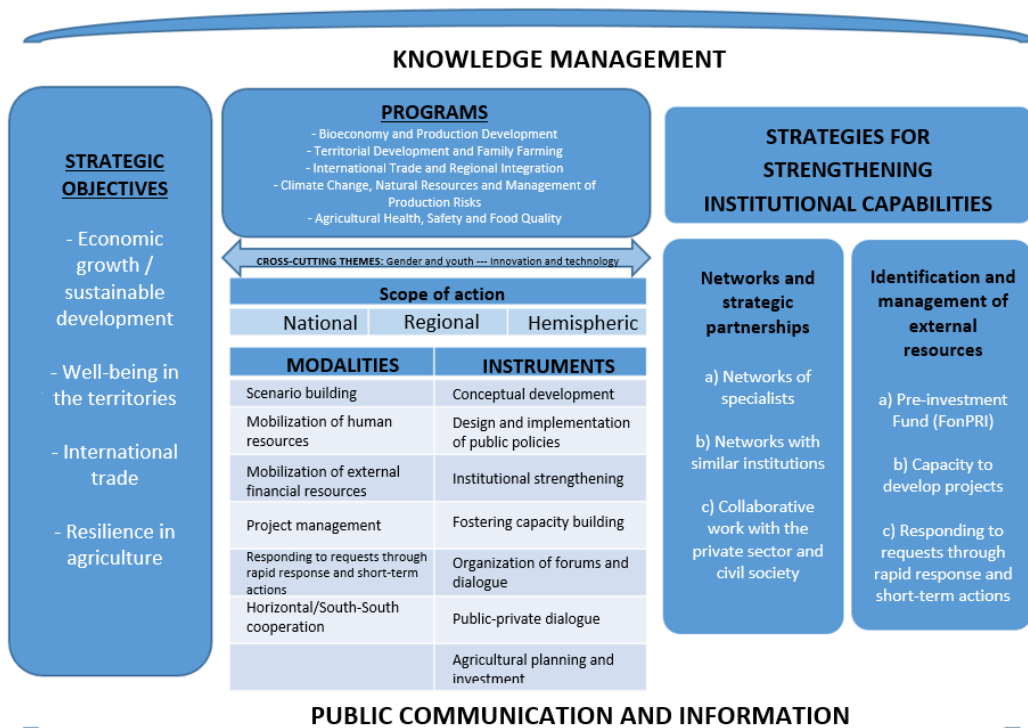 KNOWLEDGE MANAGEMENT
STRATEGIC
OBJECTIVES
- Economic
growth /
sustainable
development
- Well-being in
the territories
- International
trade
- Resilience in
agriculture
PROGRAMS
- Bioeconomy and Production Development
- Territorial Development and Family Farming
- International Trade and Regional Integration
- Climate Change, Natural Resources and Management of
Production Risks
- Agricultural Health, Safety and Food Quality
CROSS-CUTTING THEMES: Gender and youth --- Innovation and technology
Scope of action
National Regional Hemispheric
MODALITIES INSTRUMENTS
Scenario building
Conceptual development
Mobilization of human
resources
Design and implementation
of public policies
Mobilization of external
financial resources
Institutional strengthening
Project management
Fostering capacity building
Responding to requests through
rapid response and short-term
actions
Organization of forums and
dialogue
Horizontal/South-South
cooperation
Public-private dialogue
Agricultural planning and
investment
STRATEGIES FOR
STRENGTHENING
INSTITUTIONAL CAPABILITIES
Networks and
strategic
partnerships
a) Networks of
specialists
b) Networks with
similar institutions
c) Collaborative
work with the
private sector and
civil society
Identification and
management of
external
resources
a) Pre-investment
Fund (FonPRI)
b) Capacity to
develop projects
c) Responding to
requests through
rapid response and
short-term actions
PUBLIC COMMUNICATION AND INFORMATION